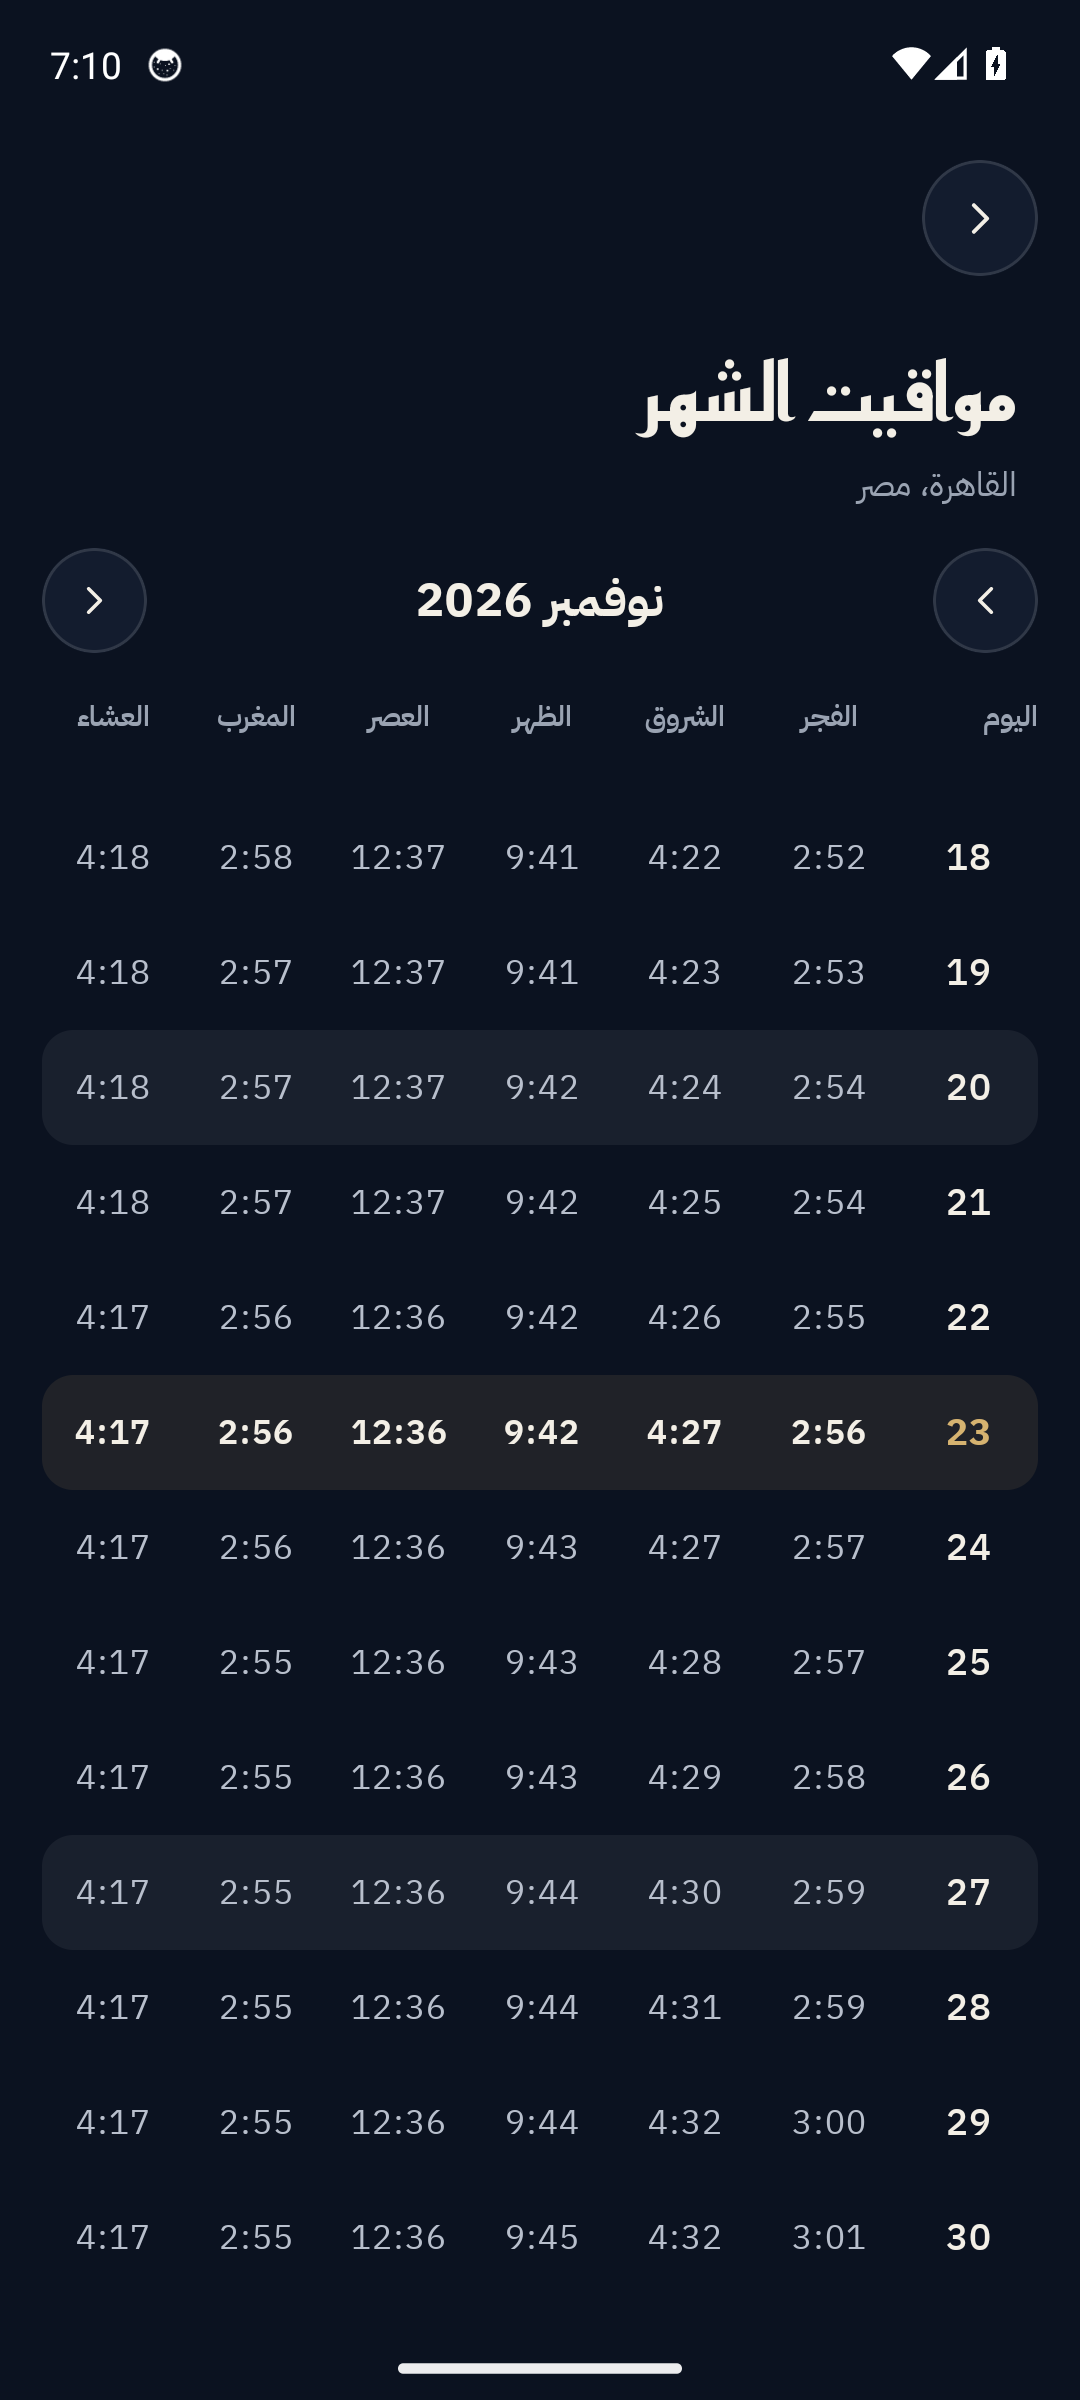 7:10
مواقيت الشهر
القاهرة، مصر
نوفمبر 2026
اليوم الفجر الشروق الظهر العصر المغرب العشاء
18 2:52 4:22 9:41 12:37 2:58 4:18
19 2:53 4:23 9:41 12:37 2:57 4:18
20 2:54 4:24 9:42 12:37 2:57 4:18
21 2:54 4:25 9:42 12:37 2:57 4:18
22 2:55 4:26 9:42 12:36 2:56 4:17
23 2:56 4:27 9:42 12:36 2:56 4:17
24 2:57 4:27 9:43 12:36 2:56 4:17
25 2:57 4:28 9:43 12:36 2:55 4:17
26 2:58 4:29 9:43 12:36 2:55 4:17
27 2:59 4:30 9:44 12:36 2:55 4:17
28 2:59 4:31 9:44 12:36 2:55 4:17
29 3:00 4:32 9:44 12:36 2:55 4:17
30 3:01 4:32 9:45 12:36 2:55 4:17